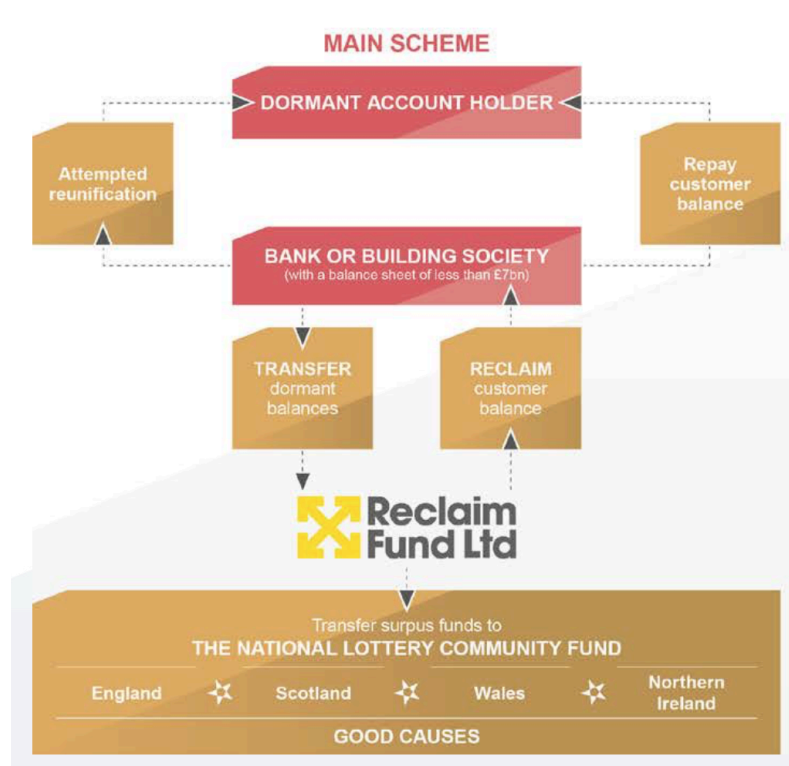 MAIN SCHEME
DORMANT ACCOUNT HOLDER
Attempted
reunification
Repay
customer
balance
BANK OR BUILDING SOCIETY
(with a balance sheet of less than £7bn)
TRANSFER
dormant
balances
RECLAIM
customer
balance
Reclaim
Fund Ltd
Transfer surpus funds to
THE NATIONAL LOTTERY COMMUNITY FUND
England
Scotland
Wales
Northern
Ireland
GOOD CAUSES